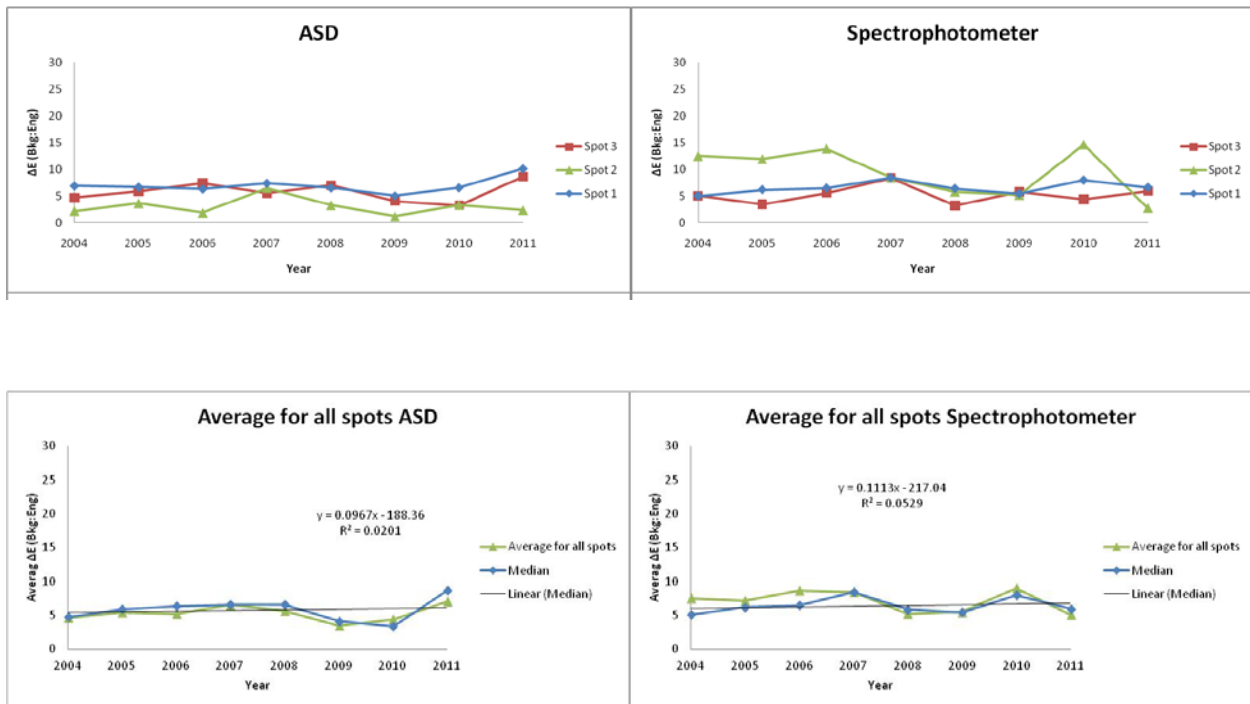 ASD
30
25
20
15
10
5
0
ΔE (Bkg:Eng)
2004 2005 2006 2007 2008 2009 2010 2011
Year
Spot 3
Spot 2
Spot 1
Spectrophotometer
30
25
20
15
10
5
0
ΔE (Bkg:Eng)
2004 2005 2006 2007 2008 2009 2010 2011
Year
Spot 3
Spot 2
Spot 1
Average for all spots ASD
30
25
20
15
10
5
0
Averag ΔE (Bkg:Eng)
y = 0.0967x - 188.36
R² = 0.0201
2004 2005 2006 2007 2008 2009 2010 2011
Year
Average for all spots
Median
Linear (Median)
Average for all spots Spectrophotometer
30
25
20
15
10
5
0
Averag ΔE (Bkg:Eng)
y = 0.1113x - 217.04
R² = 0.0529
2004 2005 2006 2007 2008 2009 2010 2011
Year
Average for all spots
Median
Linear (Median)